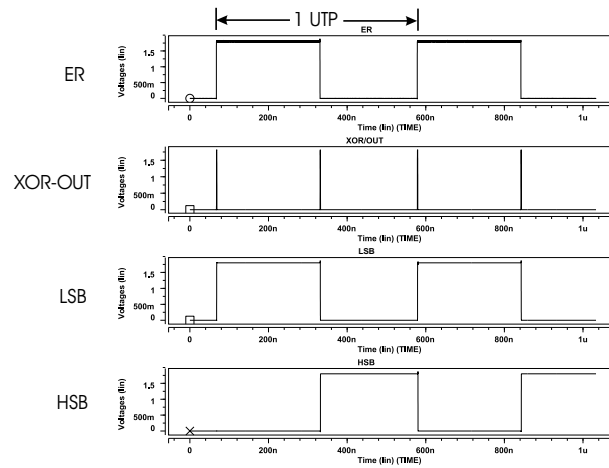 1 UTP
ER
ER
Voltages (lin)
1.5
1
500m
0
0 200n 400n 600n 800n 1u
Time (lin) (TIME)
XOR/OUT
XOR-OUT
Voltages (lin)
1.5
1
500m
0
0 200n 400n 600n 800n 1u
Time (lin) (TIME)
LSB
LSB
Voltages (lin)
1.5
1
500m
0
0 200n 400n 600n 800n 1u
Time (lin) (TIME)
HSB
HSB
Voltages (lin)
1.5
1
500m
0
0 200n 400n 600n 800n 1u
Time (lin) (TIME)